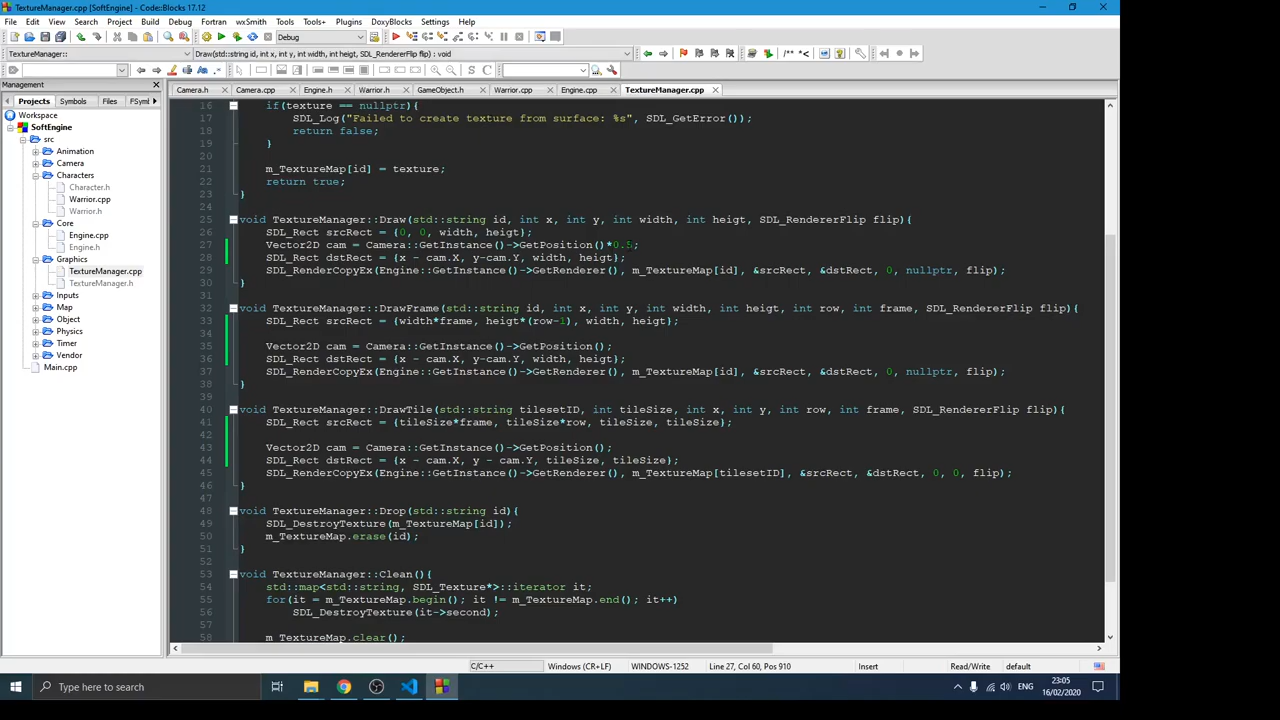 TextureManager.cpp [SoftEngine] - Code::Blocks 17.12
File Edit View Search Project Build Debug Fortran wxSmith Tools Tools+ Plugins DoxyBlocks Settings Help
Debug
TextureManager:: Draw(std::string id, int x, int y, int width, int heigt, SDL_RendererFlip flip) : void
/** *<
Management
Projects Symbols Files FSymbl
Workspace
SoftEngine
src
Animation
Camera
Characters
Character.h
Warrior.cpp
Warrior.h
Core
Engine.cpp
Engine.h
Graphics
TextureManager.cpp
TextureManager.h
Inputs
Map
Object
Physics
Timer
Vendor
Main.cpp
Camera.h Camera.cpp Engine.h Warrior.h GameObject.h Warrior.cpp Engine.cpp TextureManager.cpp
16 if(texture == nullptr){
17 SDL_Log("Failed to create texture from surface: %s", SDL_GetError());
18 return false;
19 }
20
21 m_TextureMap[id] = texture;
22 return true;
23 }
24
25 void TextureManager::Draw(std::string id, int x, int y, int width, int heigt, SDL_RendererFlip flip){
26 SDL_Rect srcRect = {0, 0, width, heigt};
27 Vector2D cam = Camera::GetInstance()->GetPosition()*0.5;
28 SDL_Rect dstRect = {x - cam.X, y-cam.Y, width, heigt};
29 SDL_RenderCopyEx(Engine::GetInstance()->GetRenderer(), m_TextureMap[id], &srcRect, &dstRect, 0, nullptr, flip);
30 }
31
32 void TextureManager::DrawFrame(std::string id, int x, int y, int width, int heigt, int row, int frame, SDL_RendererFlip flip){
33 SDL_Rect srcRect = {width*frame, heigt*(row-1), width, heigt};
34
35 Vector2D cam = Camera::GetInstance()->GetPosition();
36 SDL_Rect dstRect = {x - cam.X, y-cam.Y, width, heigt};
37 SDL_RenderCopyEx(Engine::GetInstance()->GetRenderer(), m_TextureMap[id], &srcRect, &dstRect, 0, nullptr, flip);
38 }
39
40 void TextureManager::DrawTile(std::string tilesetID, int tileSize, int x, int y, int row, int frame, SDL_RendererFlip flip){
41 SDL_Rect srcRect = {tileSize*frame, tileSize*row, tileSize, tileSize};
42
43 Vector2D cam = Camera::GetInstance()->GetPosition();
44 SDL_Rect dstRect = {x - cam.X, y - cam.Y, tileSize, tileSize};
45 SDL_RenderCopyEx(Engine::GetInstance()->GetRenderer(), m_TextureMap[tilesetID], &srcRect, &dstRect, 0, 0, flip);
46 }
47
48 void TextureManager::Drop(std::string id){
49 SDL_DestroyTexture(m_TextureMap[id]);
50 m_TextureMap.erase(id);
51 }
52
53 void TextureManager::Clean(){
54 std::map<std::string, SDL_Texture*>::iterator it;
55 for(it = m_TextureMap.begin(); it != m_TextureMap.end(); it++)
56 SDL_DestroyTexture(it->second);
57
58 m_TextureMap.clear();
C/C++ Windows (CR+LF) WINDOWS-1252 Line 27, Col 60, Pos 910 Insert Read/Write default
Type here to search
ENG
23:05
16/02/2020